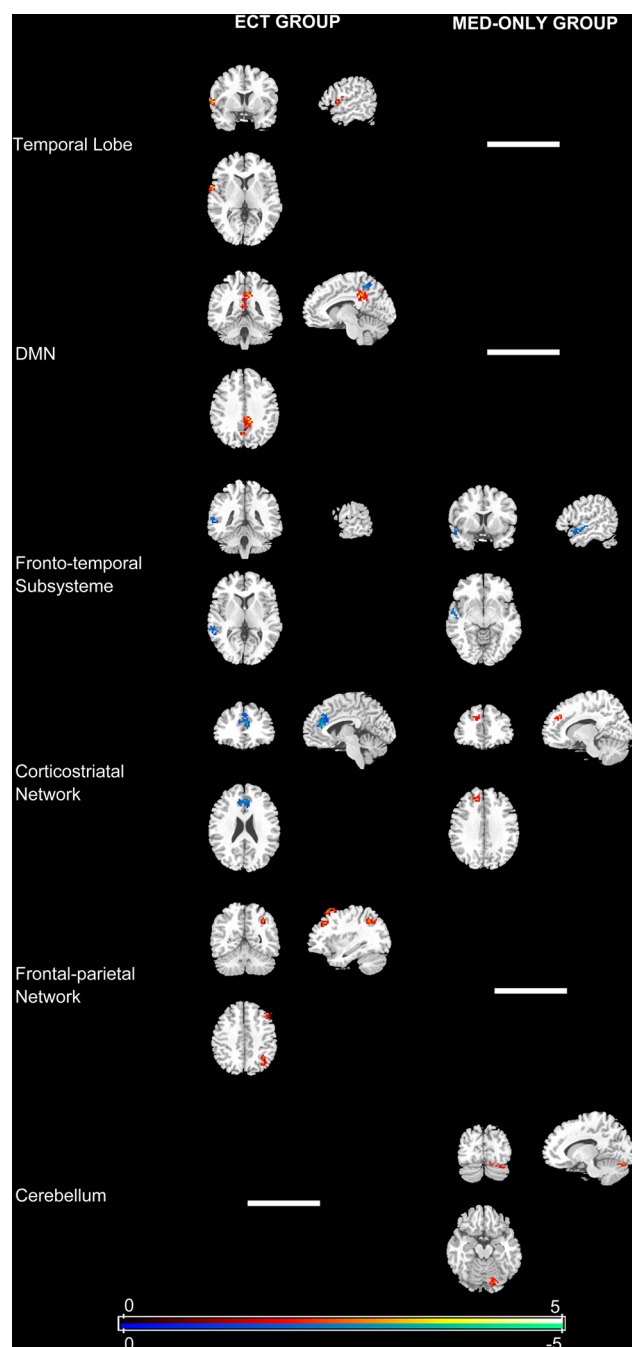 ECT GROUP MED-ONLY GROUP
Temporal Lobe
DMN
Fronto-temporal
Subsysteme
Corticostriatal
Network
Frontal-parietal
Network
Cerebellum
0 5
0 -5